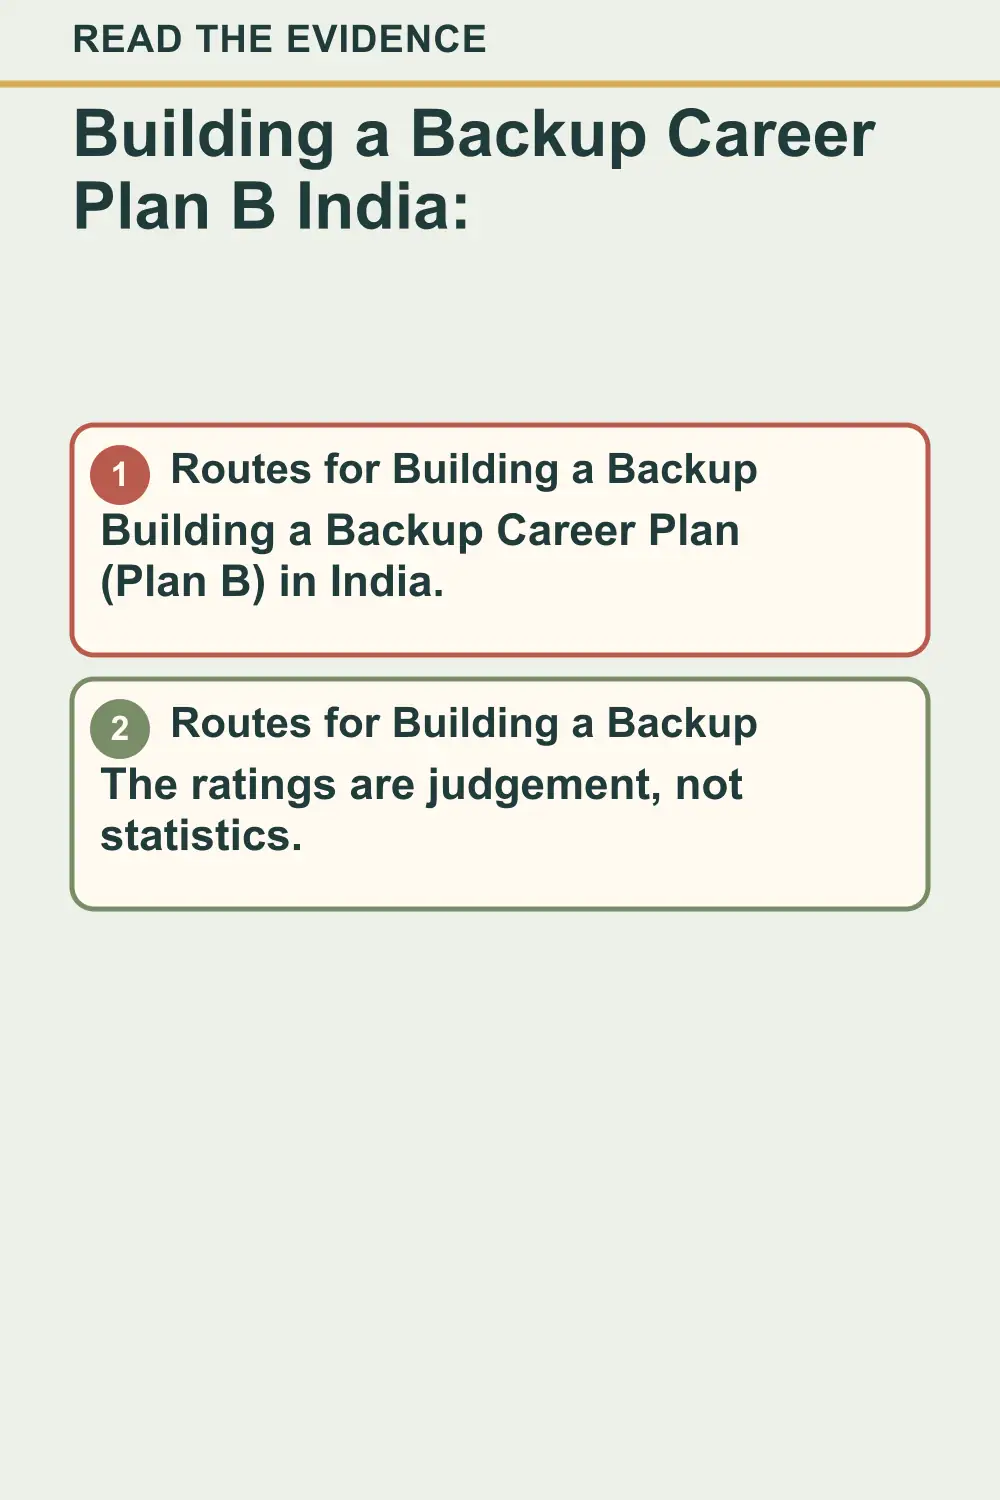 READ THE EVIDENCE
Building a Backup Career
Plan B India:
1 Routes for Building a Backup
Building a Backup Career Plan
(Plan B) in India.
2 Routes for Building a Backup
The ratings are judgement, not
statistics.